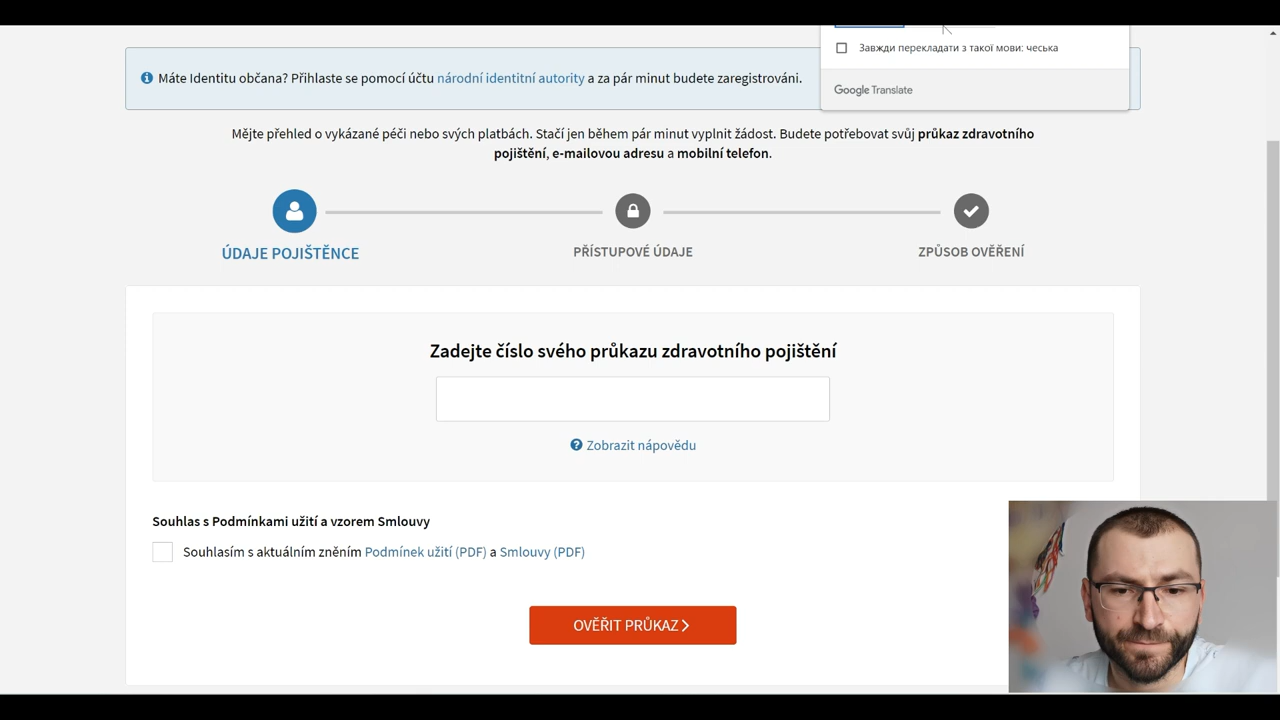 Завжди перекладати з такої мови: чеська
Google Translate
Máte Identitu občana? Přihlaste se pomocí účtu národní identitní autority a za pár minut budete zaregistrováni.
Mějte přehled o vykázané péči nebo svých platbách. Stačí jen během pár minut vyplnit žádost. Budete potřebovat svůj průkaz zdravotního
pojištění, e-mailovou adresu a mobilní telefon.
ÚDAJE POJIŠTĚNCE
PŘÍSTUPOVÉ ÚDAJE
ZPŮSOB OVĚŘENÍ
Zadejte číslo svého průkazu zdravotního pojištění
Zobrazit nápovědu
Souhlas s Podmínkami užití a vzorem Smlouvy
Souhlasím s aktuálním zněním Podmínek užití (PDF) a Smlouvy (PDF)
OVĚŘIT PRŮKAZ